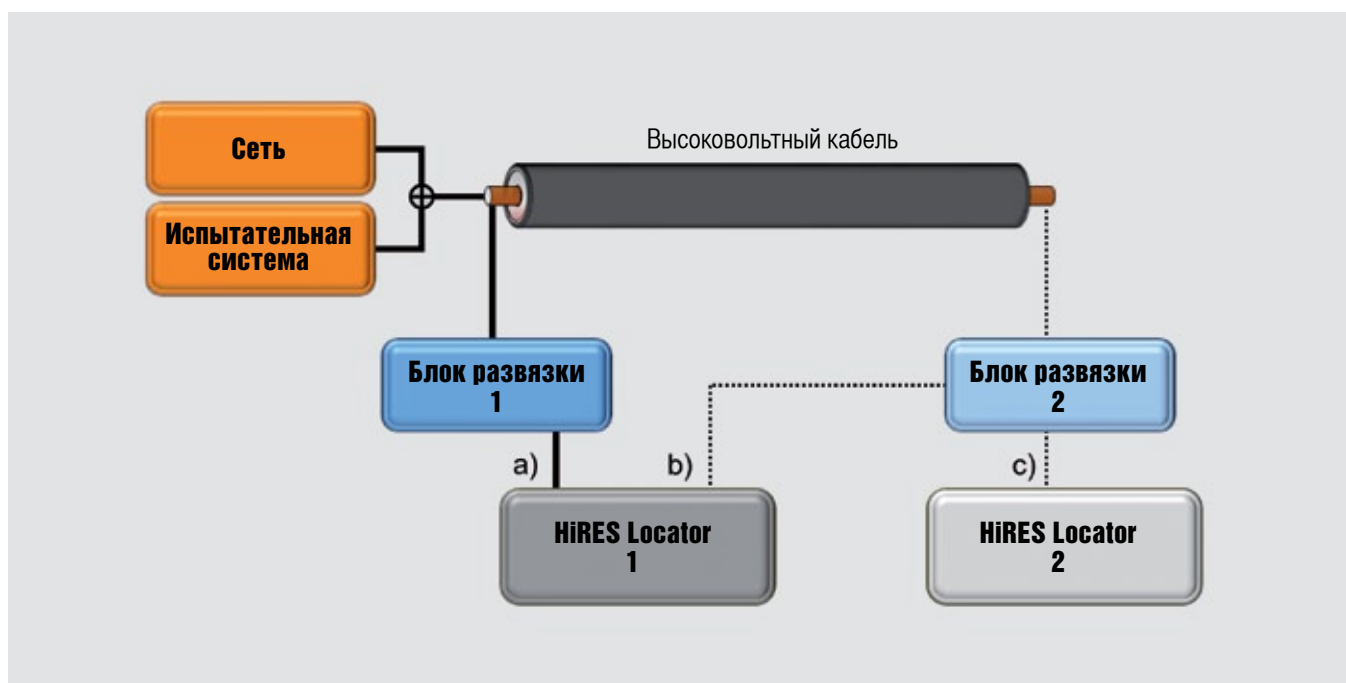 Сеть
Высоковольтный кабель
Испытательная
система
Блок развязки
1
Блок развязки
2
a)
b)
c)
HiRES Locator
1
HiRES Locator
2